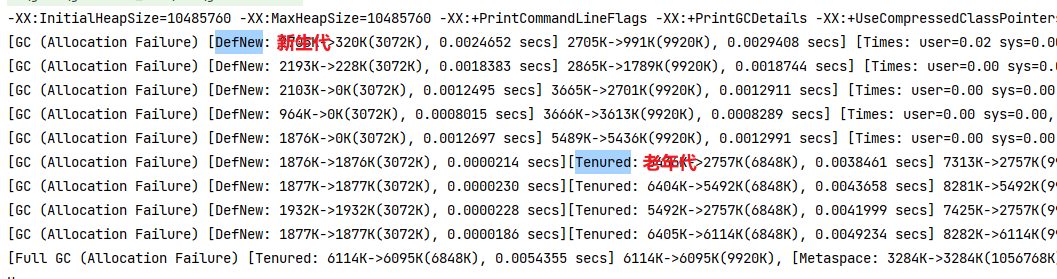 -XX:InitialHeapSize=10485760 -XX:MaxHeapSize=10485760 -XX:+PrintCommandLineFlags -XX:+PrintGCDetails -XX:+UseCompressedClassPointers
[GC (Allocation Failure) [DefNew: 新生代->320K(3072K), 0.0024652 secs] 2705K->991K(9920K), 0.0029408 secs] [Times: user=0.02 sys=0.0
[GC (Allocation Failure) [DefNew: 2193K->228K(3072K), 0.0018383 secs] 2865K->1789K(9920K), 0.0018744 secs] [Times: user=0.00 sys=0.
[GC (Allocation Failure) [DefNew: 2103K->0K(3072K), 0.0012495 secs] 3665K->2701K(9920K), 0.0012911 secs] [Times: user=0.00 sys=0.00
[GC (Allocation Failure) [DefNew: 964K->0K(3072K), 0.0008015 secs] 3666K->3613K(9920K), 0.0008289 secs] [Times: user=0.00 sys=0.00,
[GC (Allocation Failure) [DefNew: 1876K->0K(3072K), 0.0012697 secs] 5489K->5436K(9920K), 0.0012991 secs] [Times: user=0.00 sys=0.00
[GC (Allocation Failure) [DefNew: 1876K->1876K(3072K), 0.0000214 secs][Tenured: 老年代->2757K(6848K), 0.0038461 secs] 7313K->2757K(99
[GC (Allocation Failure) [DefNew: 1877K->1877K(3072K), 0.0000230 secs][Tenured: 6404K->5492K(6848K), 0.0043658 secs] 8281K->5492K(99
[GC (Allocation Failure) [DefNew: 1932K->1932K(3072K), 0.0000228 secs][Tenured: 5492K->2757K(6848K), 0.0041999 secs] 7425K->2757K(99
[GC (Allocation Failure) [DefNew: 1877K->1877K(3072K), 0.0000186 secs][Tenured: 6405K->6114K(6848K), 0.0049234 secs] 8282K->6114K(99
[Full GC (Allocation Failure) [Tenured: 6114K->6095K(6848K), 0.0054355 secs] 6114K->6095K(9920K), [Metaspace: 3284K->3284K(1056768K)